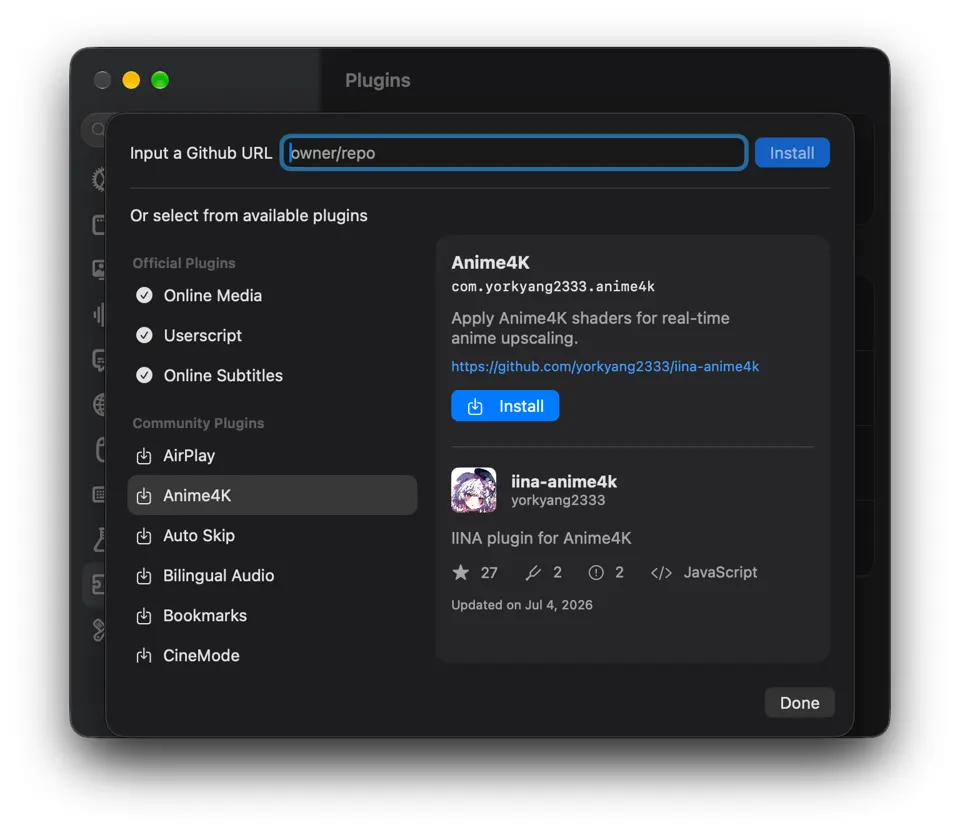 Plugins
Input a Github URL
owner/repo
Install
Or select from available plugins
Official Plugins
Online Media
Userscript
Online Subtitles
Community Plugins
AirPlay
Anime4K
Auto Skip
Bilingual Audio
Bookmarks
CineMode
Anime4K
com.yorkyang2333.anime4k
Apply Anime4K shaders for real-time
anime upscaling.
https://github.com/yorkyang2333/iina-anime4k
Install
iina-anime4k
yorkyang2333
IINA plugin for Anime4K
27 2 2 </> JavaScript
Updated on Jul 4, 2026
Done